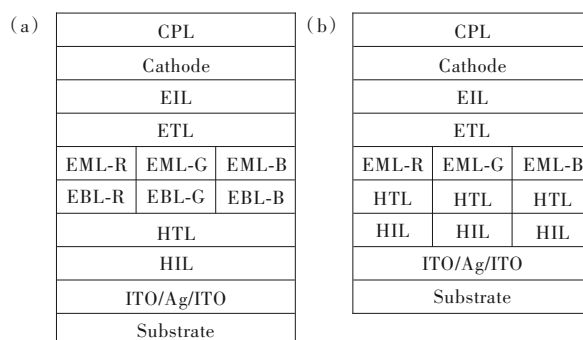 (a)
CPL
Cathode
EIL
ETL
EML-R EML-G EML-B
EBL-R EBL-G EBL-B
HTL
HIL
ITO/Ag/ITO
Substrate
(b)
CPL
Cathode
EIL
ETL
EML-R EML-G EML-B
HTL HTL HTL
HIL HIL HIL
ITO/Ag/ITO
Substrate